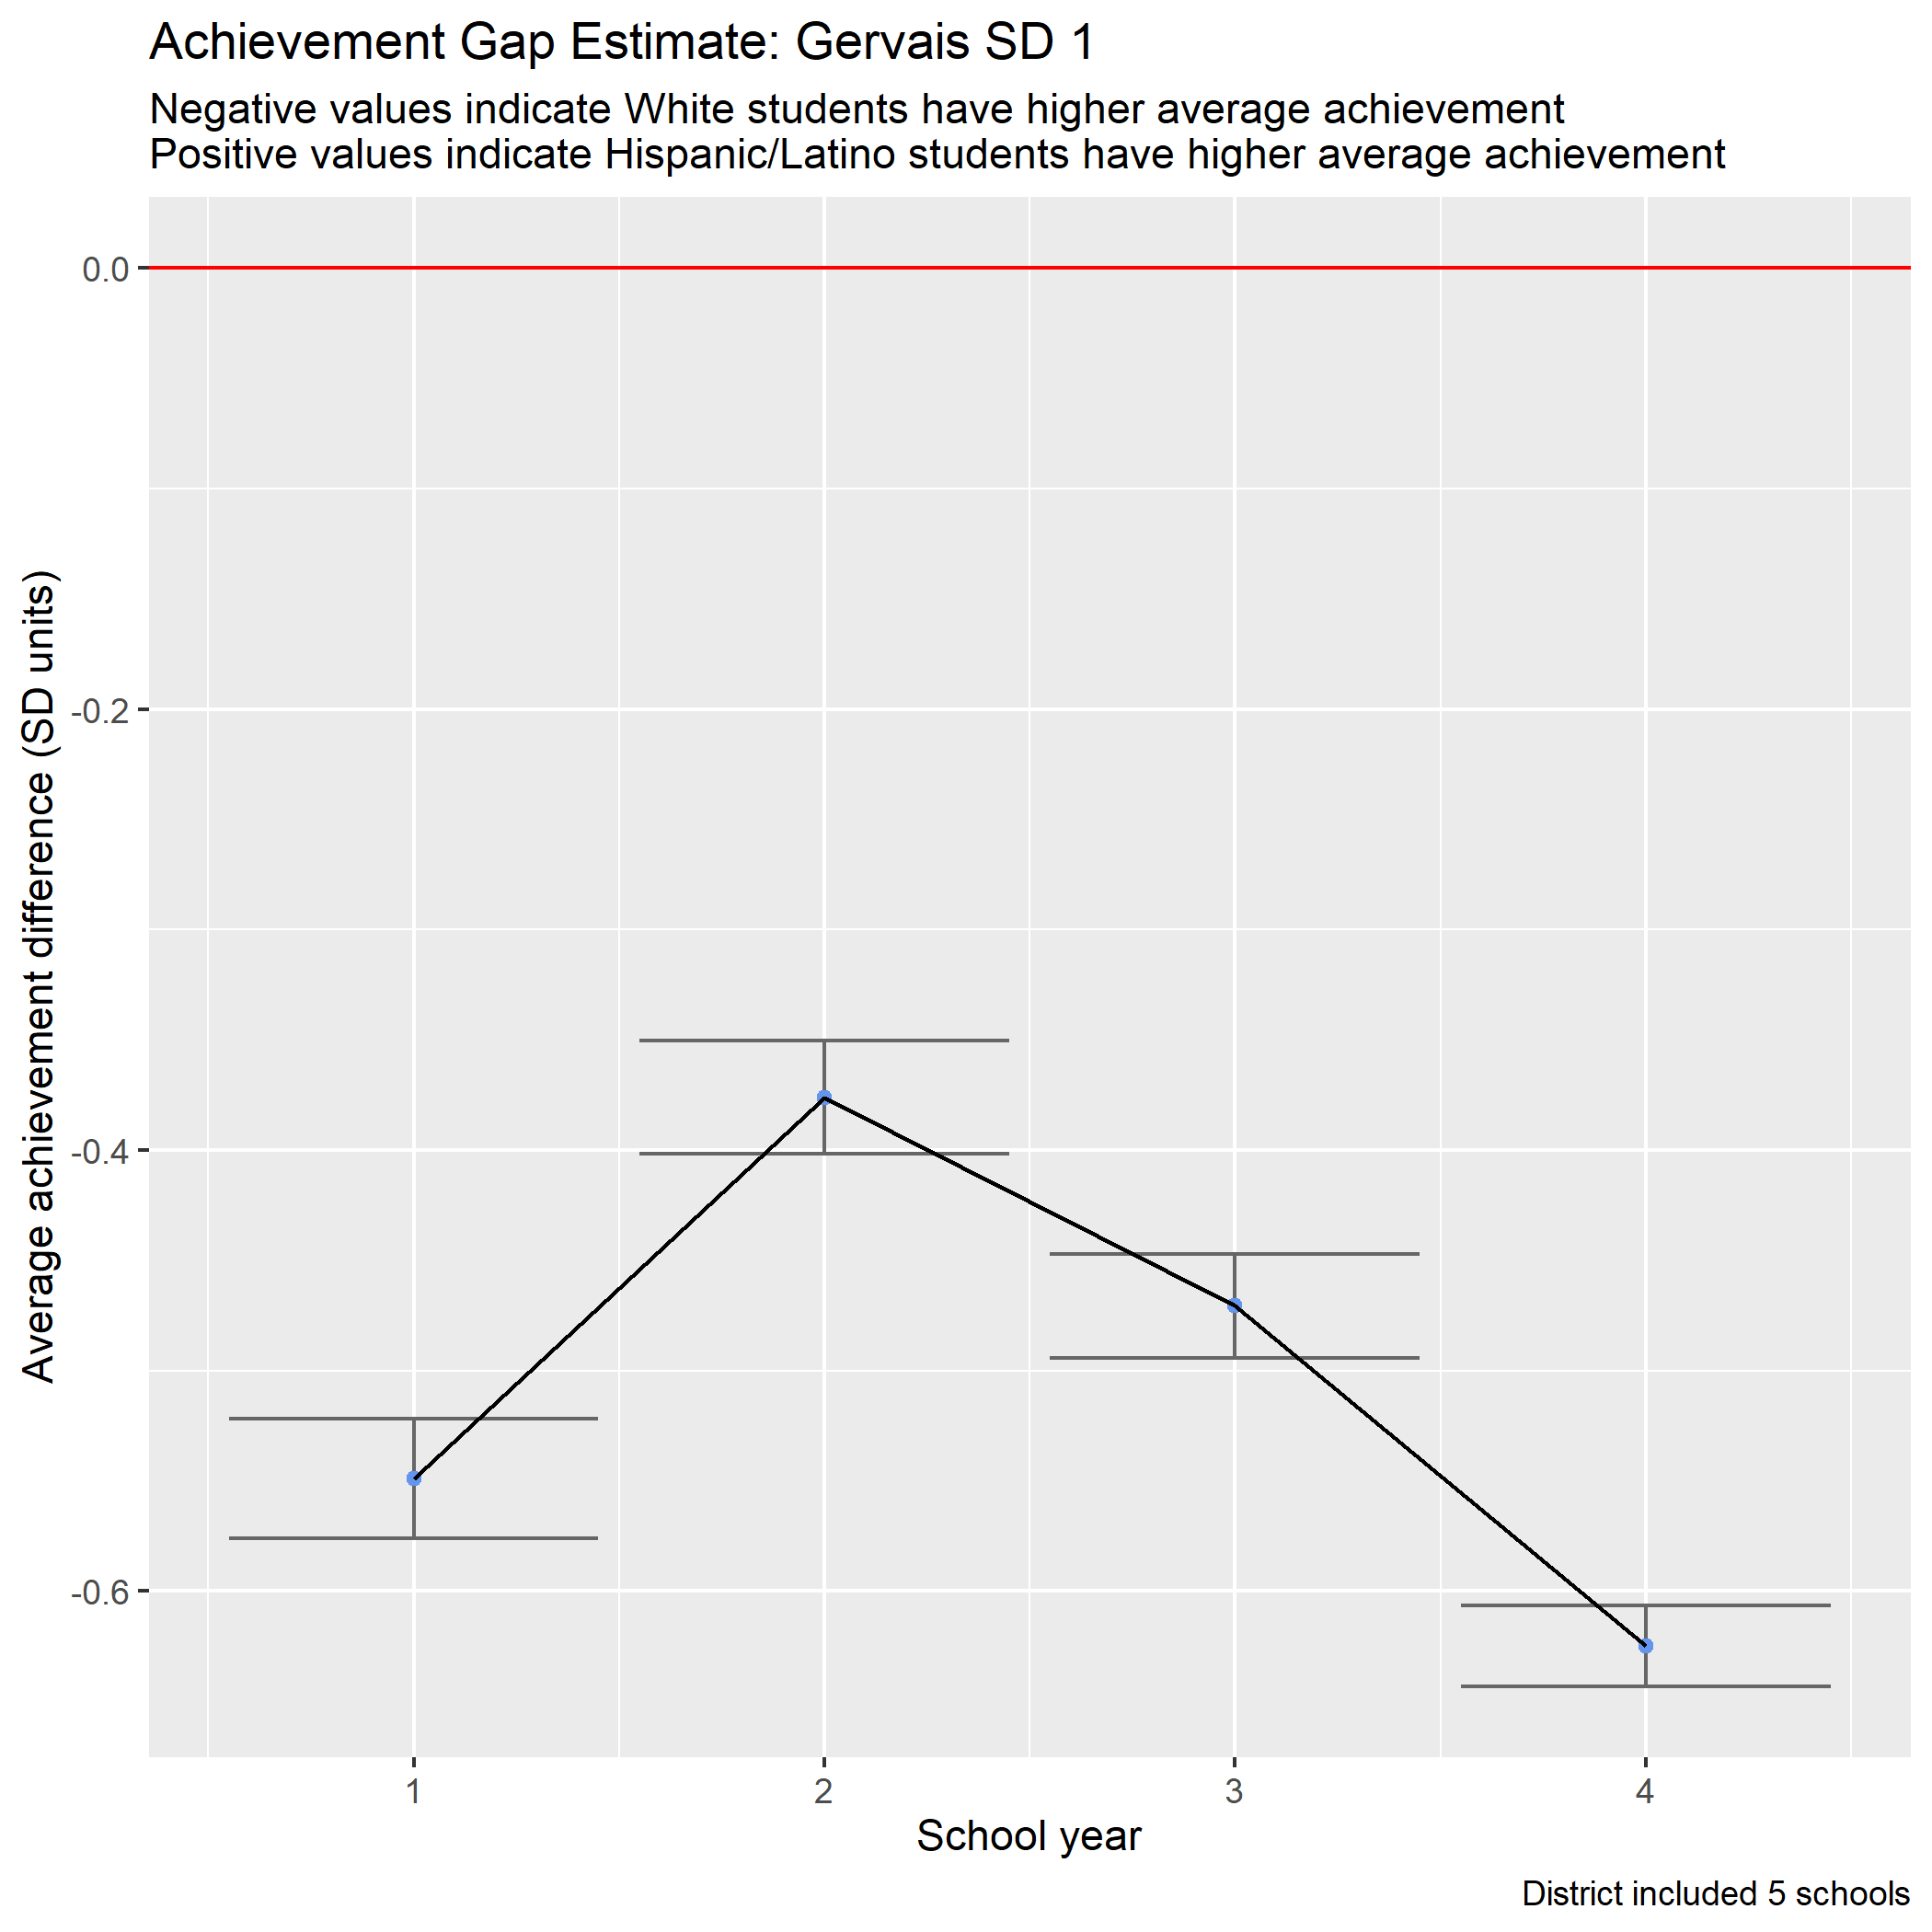 Achievement Gap Estimate: Gervais SD 1
Negative values indicate White students have higher average achievement
Positive values indicate Hispanic/Latino students have higher average achievement
Average achievement difference (SD units)
0.0
-0.2
-0.4
-0.6
1 2 3 4
School year
District included 5 schools